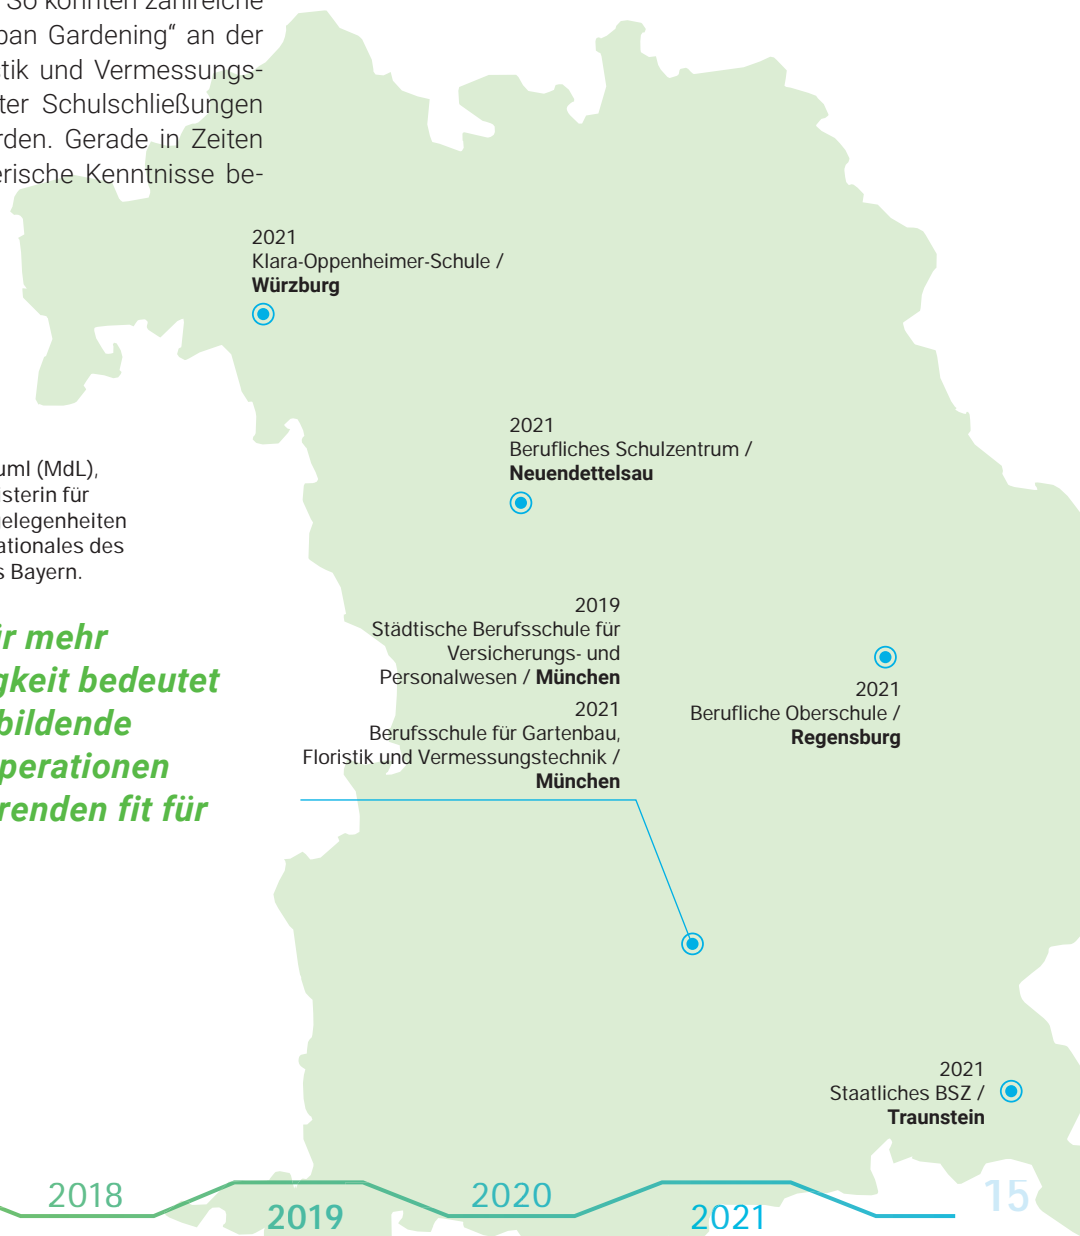 So konnten zahlreiche
ban Gardening“ an der
tik und Vermessungs-
ter Schulschließungen
rden. Gerade in Zeiten
erische Kenntnisse be-
2021
Klara-Oppenheimer-Schule /
Würzburg
2021
Berufliches Schulzentrum /
Neuendettelsau
uml (MdL),
isterin für
gelegenheiten
ationales des
s Bayern.
ir mehr
gkeit bedeutet
bildende
perationen
renden fit für
2019
Städtische Berufsschule für
Versicherungs- und
Personalwesen / München
2021
Berufsschule für Gartenbau,
Floristik und Vermessungstechnik /
München
2021
Berufliche Oberschule /
Regensburg
2021
Staatliches BSZ /
Traunstein
2018
2019
2020
2021
15